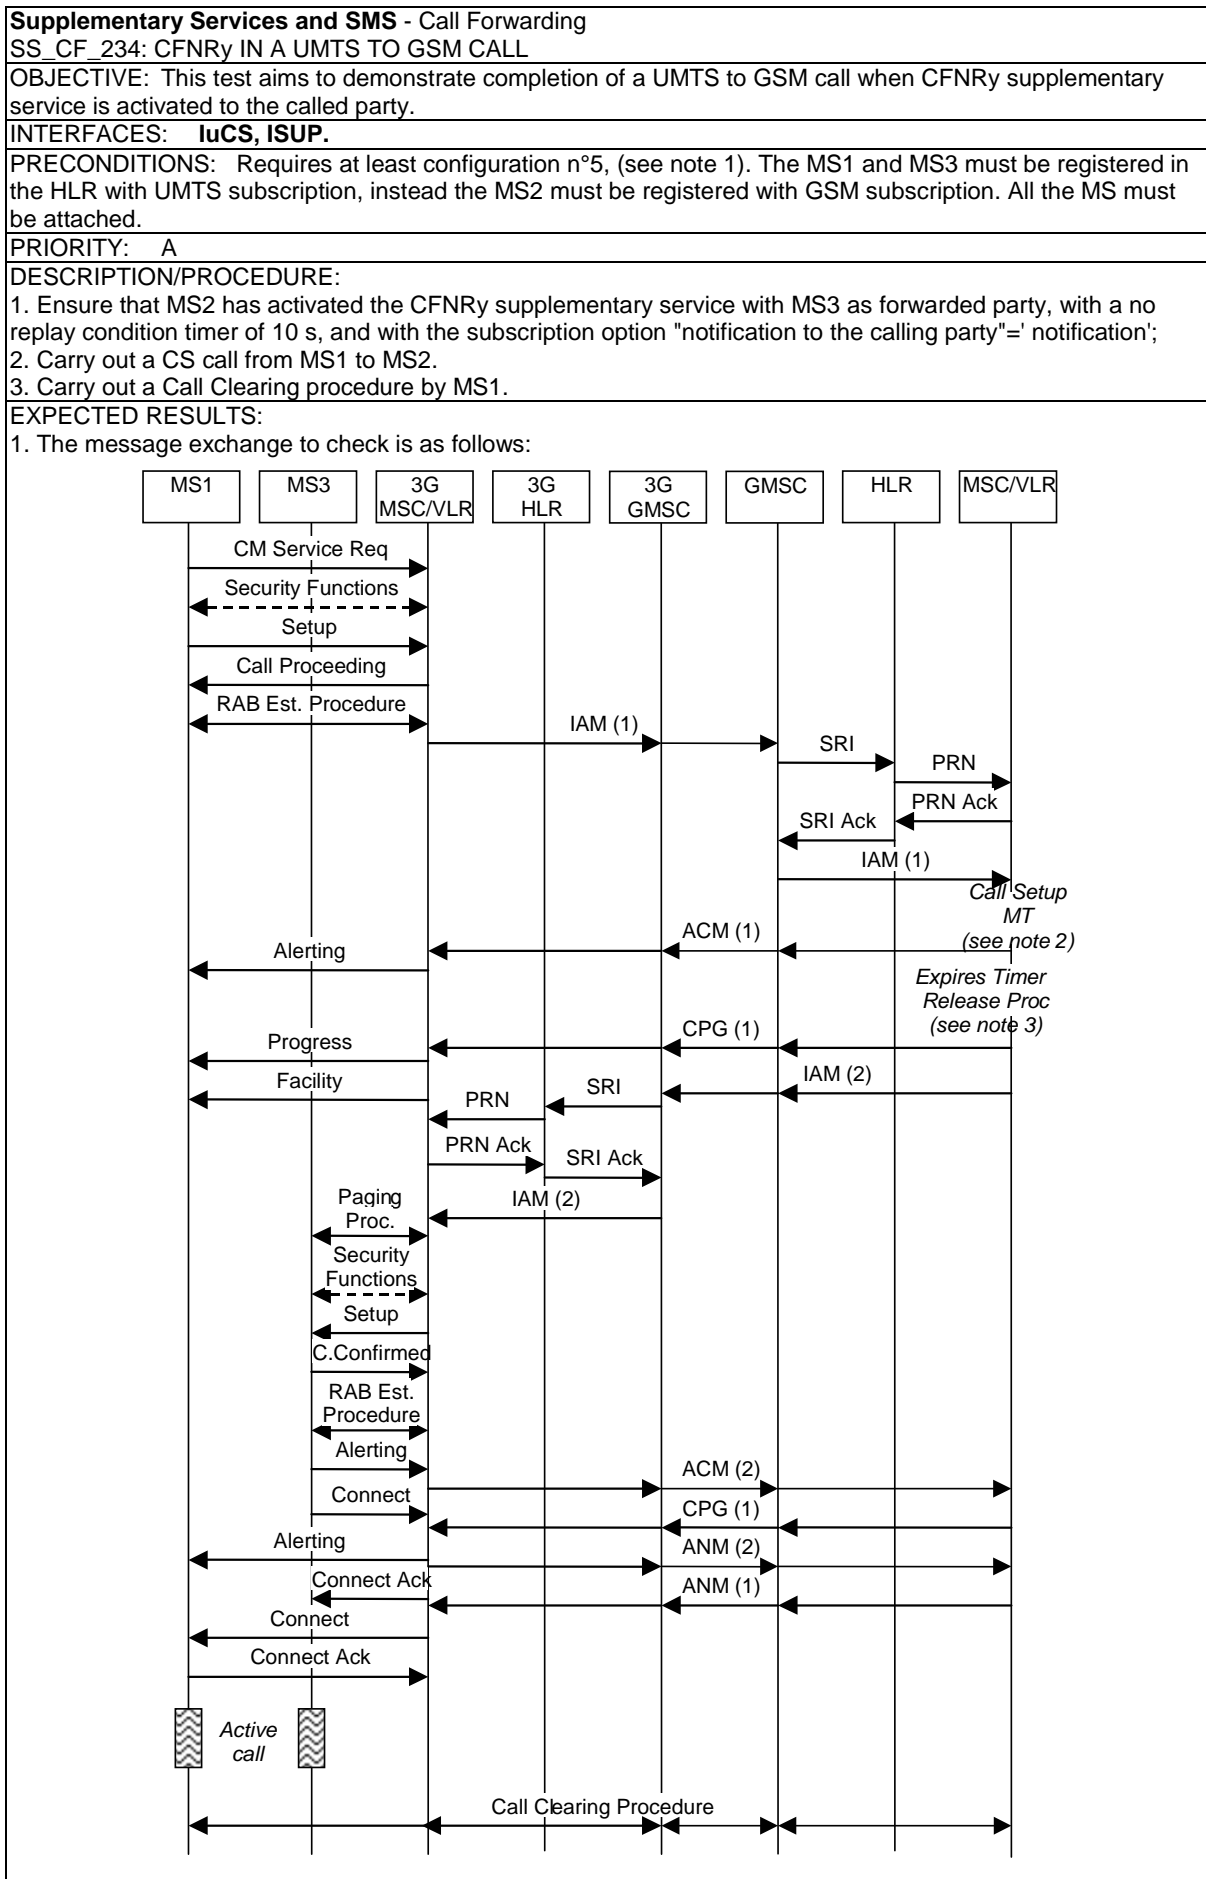 Supplementary Services and SMS - Call Forwarding
SS_CF_234: CFNRy IN A UMTS TO GSM CALL
OBJECTIVE: This test aims to demonstrate completion of a UMTS to GSM call when CFNRy supplementary
service is activated to the called party.
INTERFACES: IuCS, ISUP.
PRECONDITIONS: Requires at least configuration n°5, (see note 1). The MS1 and MS3 must be registered in
the HLR with UMTS subscription, instead the MS2 must be registered with GSM subscription. All the MS must
be attached.
PRIORITY: A
DESCRIPTION/PROCEDURE:
1. Ensure that MS2 has activated the CFNRy supplementary service with MS3 as forwarded party, with a no
replay condition timer of 10 s, and with the subscription option "notification to the calling party"=' notification';
2. Carry out a CS call from MS1 to MS2.
3. Carry out a Call Clearing procedure by MS1.
EXPECTED RESULTS:
1. The message exchange to check is as follows:
MS1
MS3
3G
MSC/VLR
3G
HLR
3G
GMSC
GMSC
HLR
MSC/VLR
CM Service Req
Security Functions
Setup
Call Proceeding
RAB Est. Procedure
IAM (1)
SRI
PRN
PRN Ack
SRI Ack
IAM (1)
Call Setup
MT
(see note 2)
ACM (1)
Alerting
Expires Timer
Release Proc
(see note 3)
CPG (1)
Progress
IAM (2)
Facility
SRI
PRN
PRN Ack
SRI Ack
IAM (2)
Paging
Proc.
Security
Functions
Setup
C.Confirmed
RAB Est.
Procedure
Alerting
ACM (2)
Connect
CPG (1)
Alerting
ANM (2)
Connect Ack
ANM (1)
Connect
Connect Ack
Active
call
Call Clearing Procedure